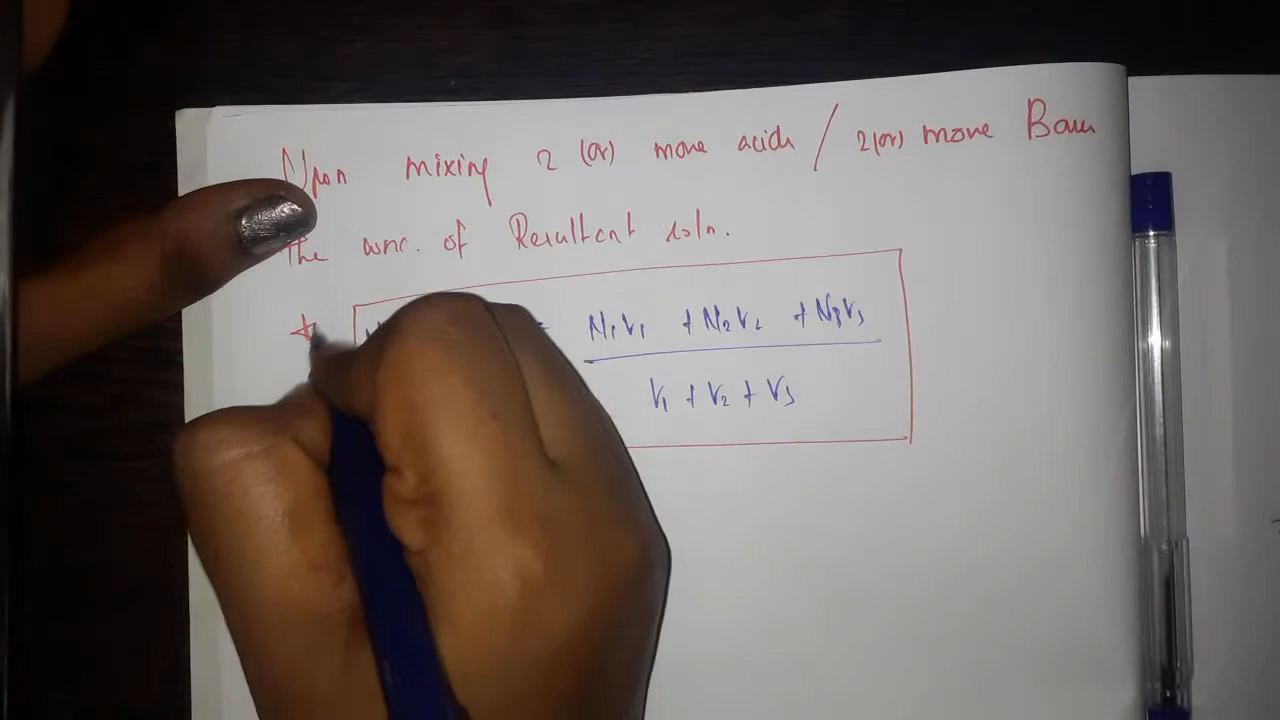 Upon mixing 2 (or) more acids / 2(or) more Bases
the conc. of Resultant soln.
N₁V₁ + N₂V₂ + N₃V₃
V₁ + V₂ + V₃